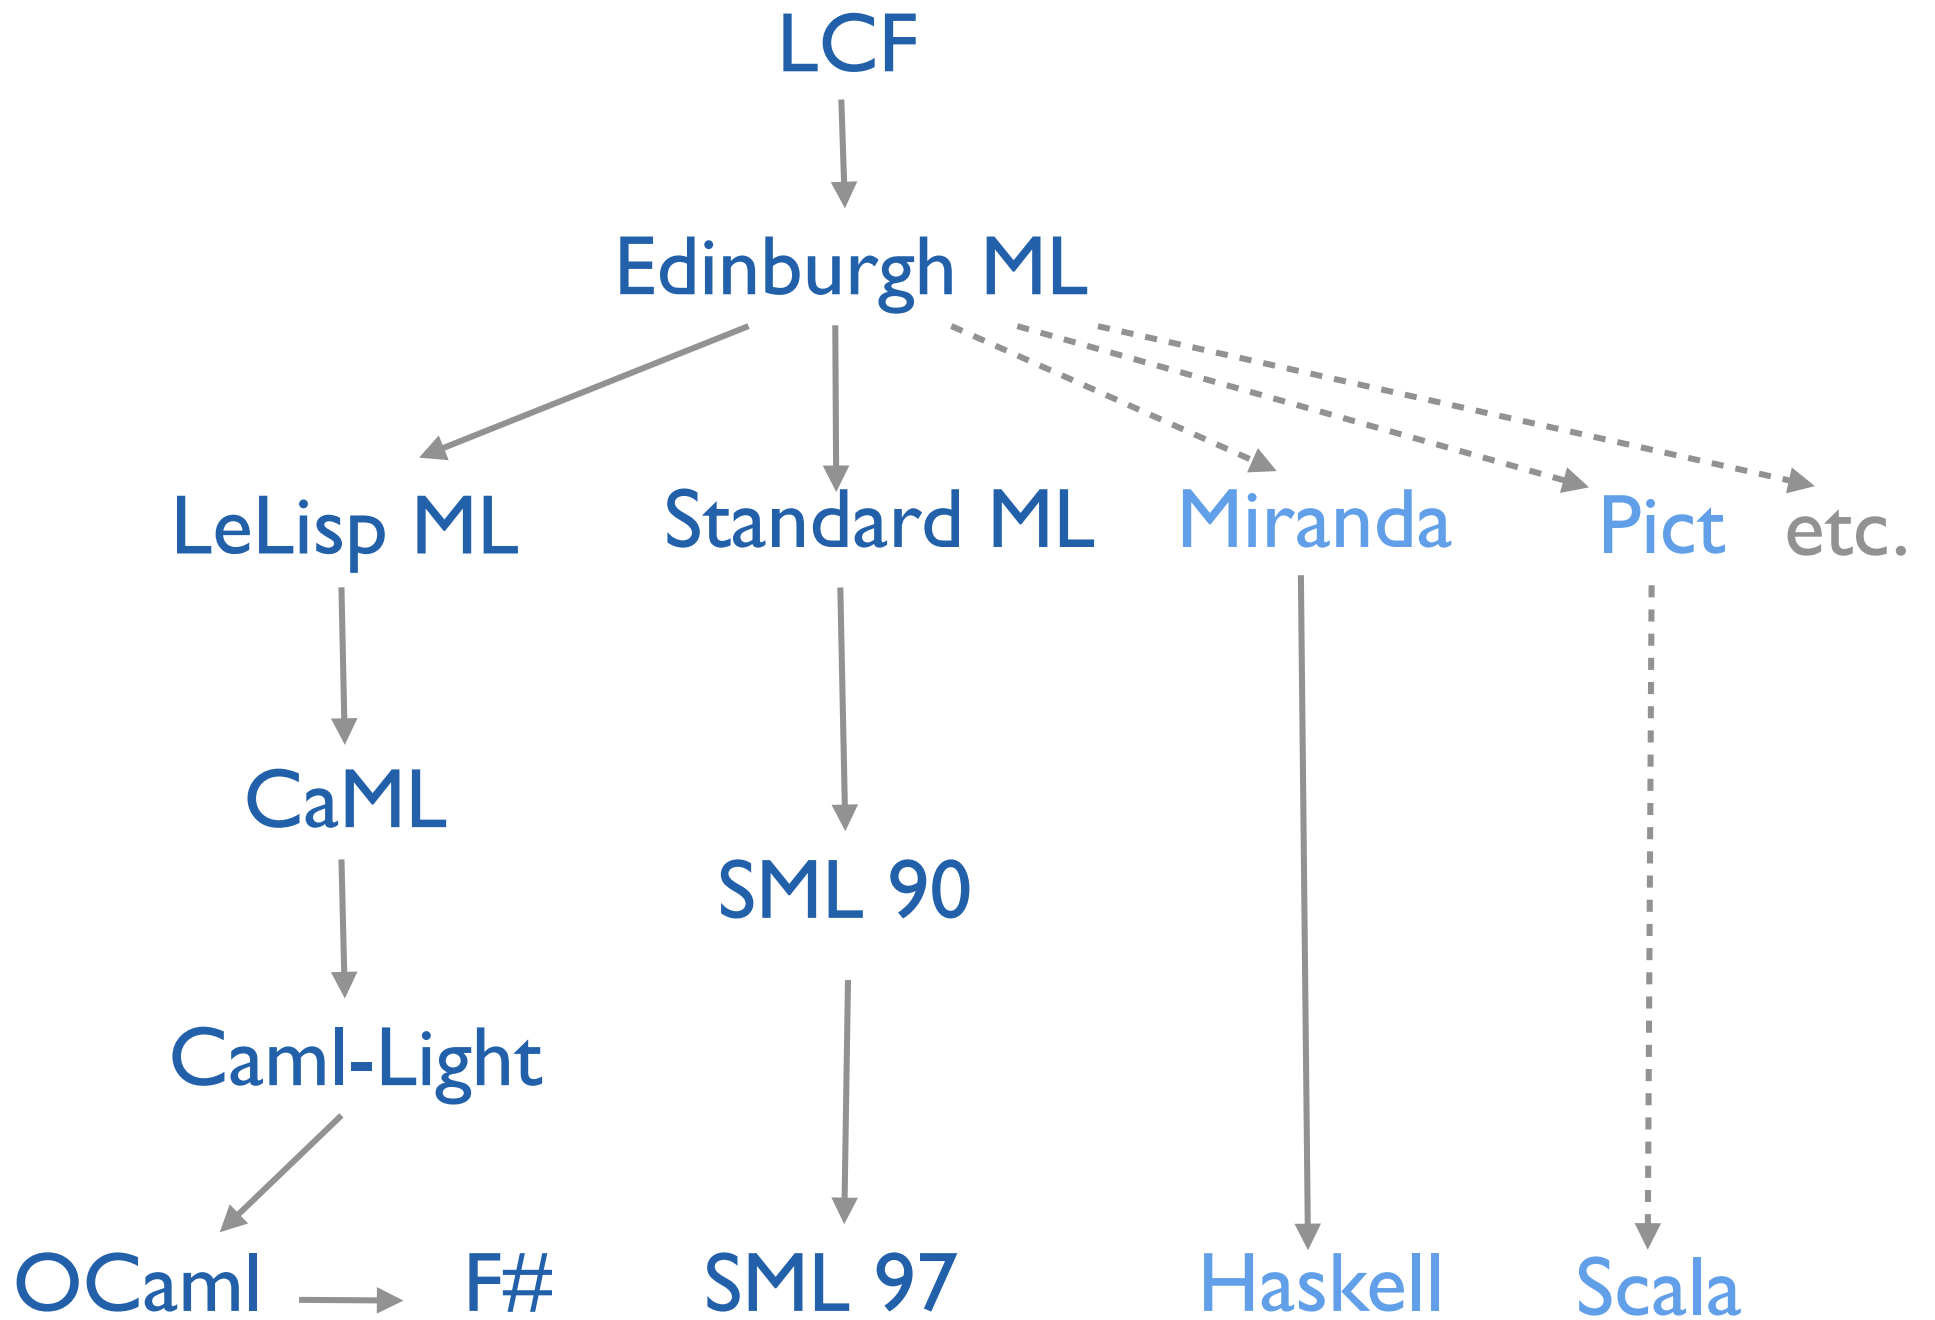 LCF
Edinburgh ML
LeLisp ML
Standard ML
Miranda
Pict
etc.
CaML
SML 90
Caml-Light
OCaml
F#
SML 97
Haskell
Scala